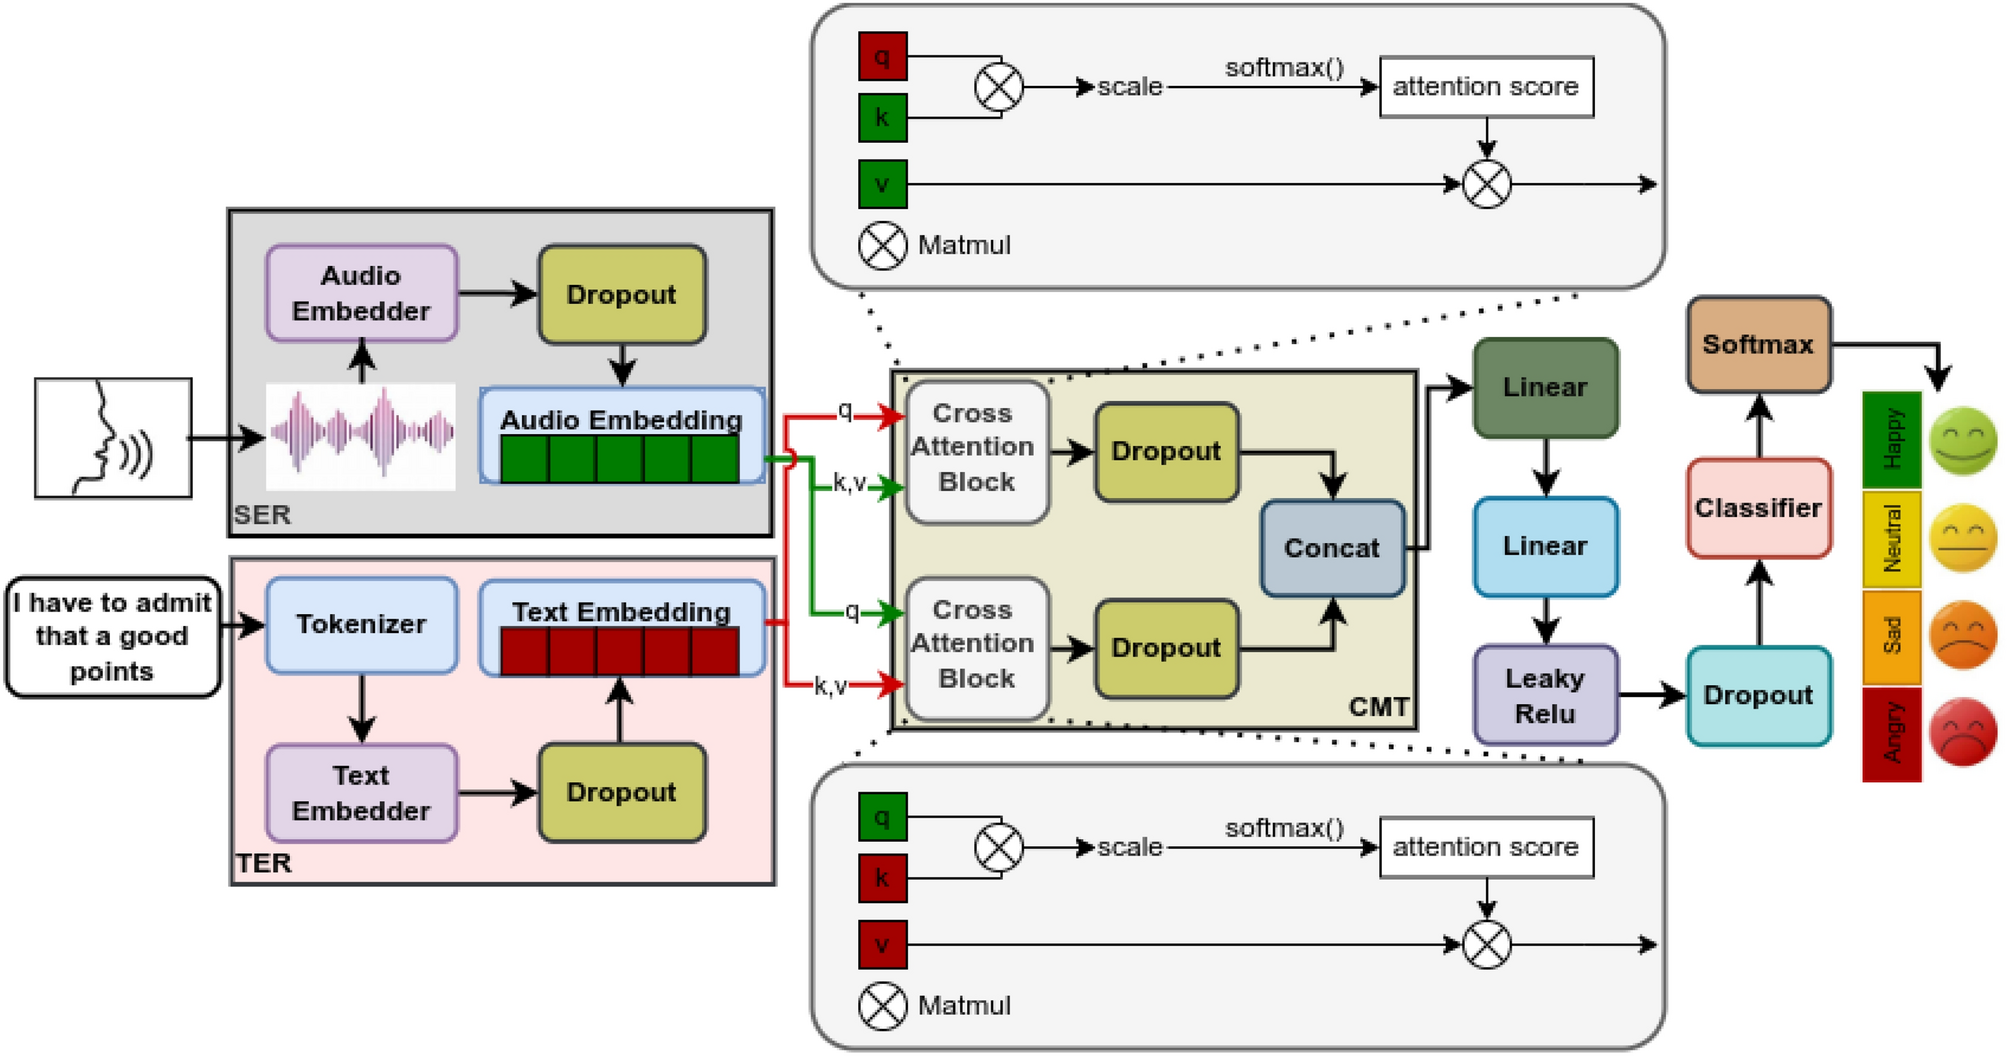 q
k
v
scale
softmax()
attention score
Matmul
Audio
Embedder
Dropout
Audio Embedding
SER
I have to admit
that a good
points
Tokenizer
Text Embedding
Text
Embedder
Dropout
TER
q
k,v
q
k,v
Cross
Attention
Block
Dropout
Concat
Cross
Attention
Block
Dropout
CMT
Linear
Linear
Leaky
Relu
Softmax
Classifier
Dropout
Happy
Neutral
Sad
Angry
q
k
v
scale
softmax()
attention score
Matmul